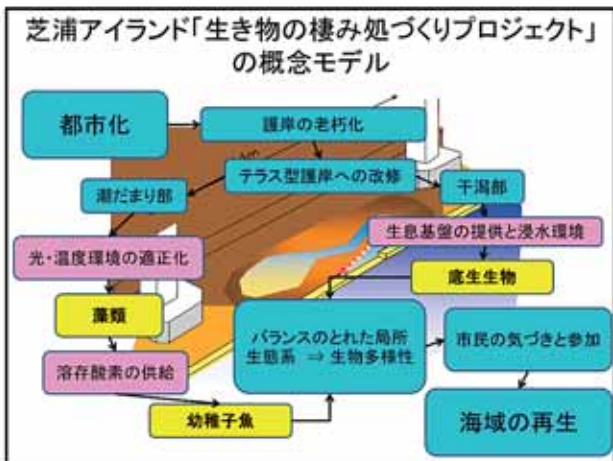 芝浦アイランド「生き物の棲み処づくりプロジェクト」
の概念モデル
都市化
護岸の老朽化
テラス型護岸への改修
潮だまり部
干潟部
光・温度環境の適正化
生息基盤の提供と浸水環境
藻類
底生生物
溶存酸素の供給
バランスのとれた局所
生態系 ⇒ 生物多様性
市民の気づきと参加
幼稚子魚
海域の再生